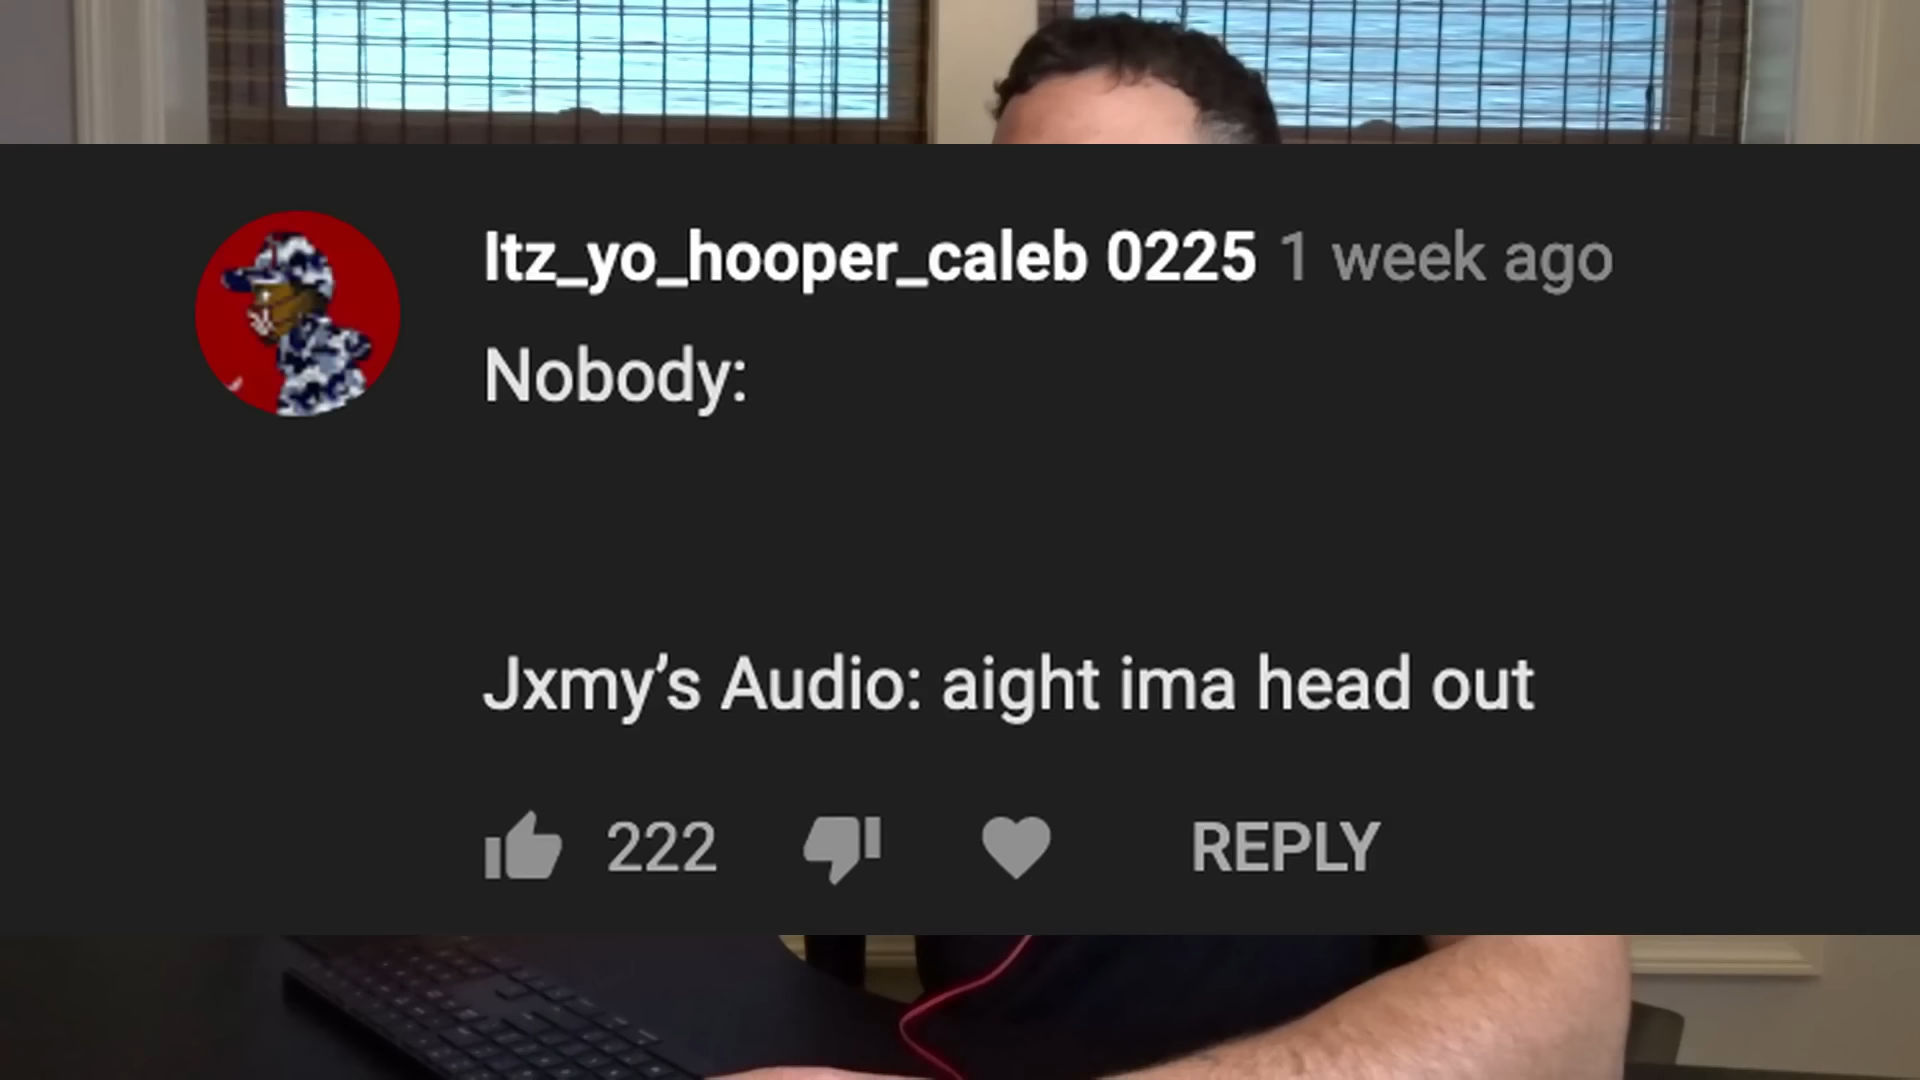 Itz_yo_hooper_caleb 0225 1 week ago
Nobody:
Jxmy’s Audio: aight ima head out
222 REPLY